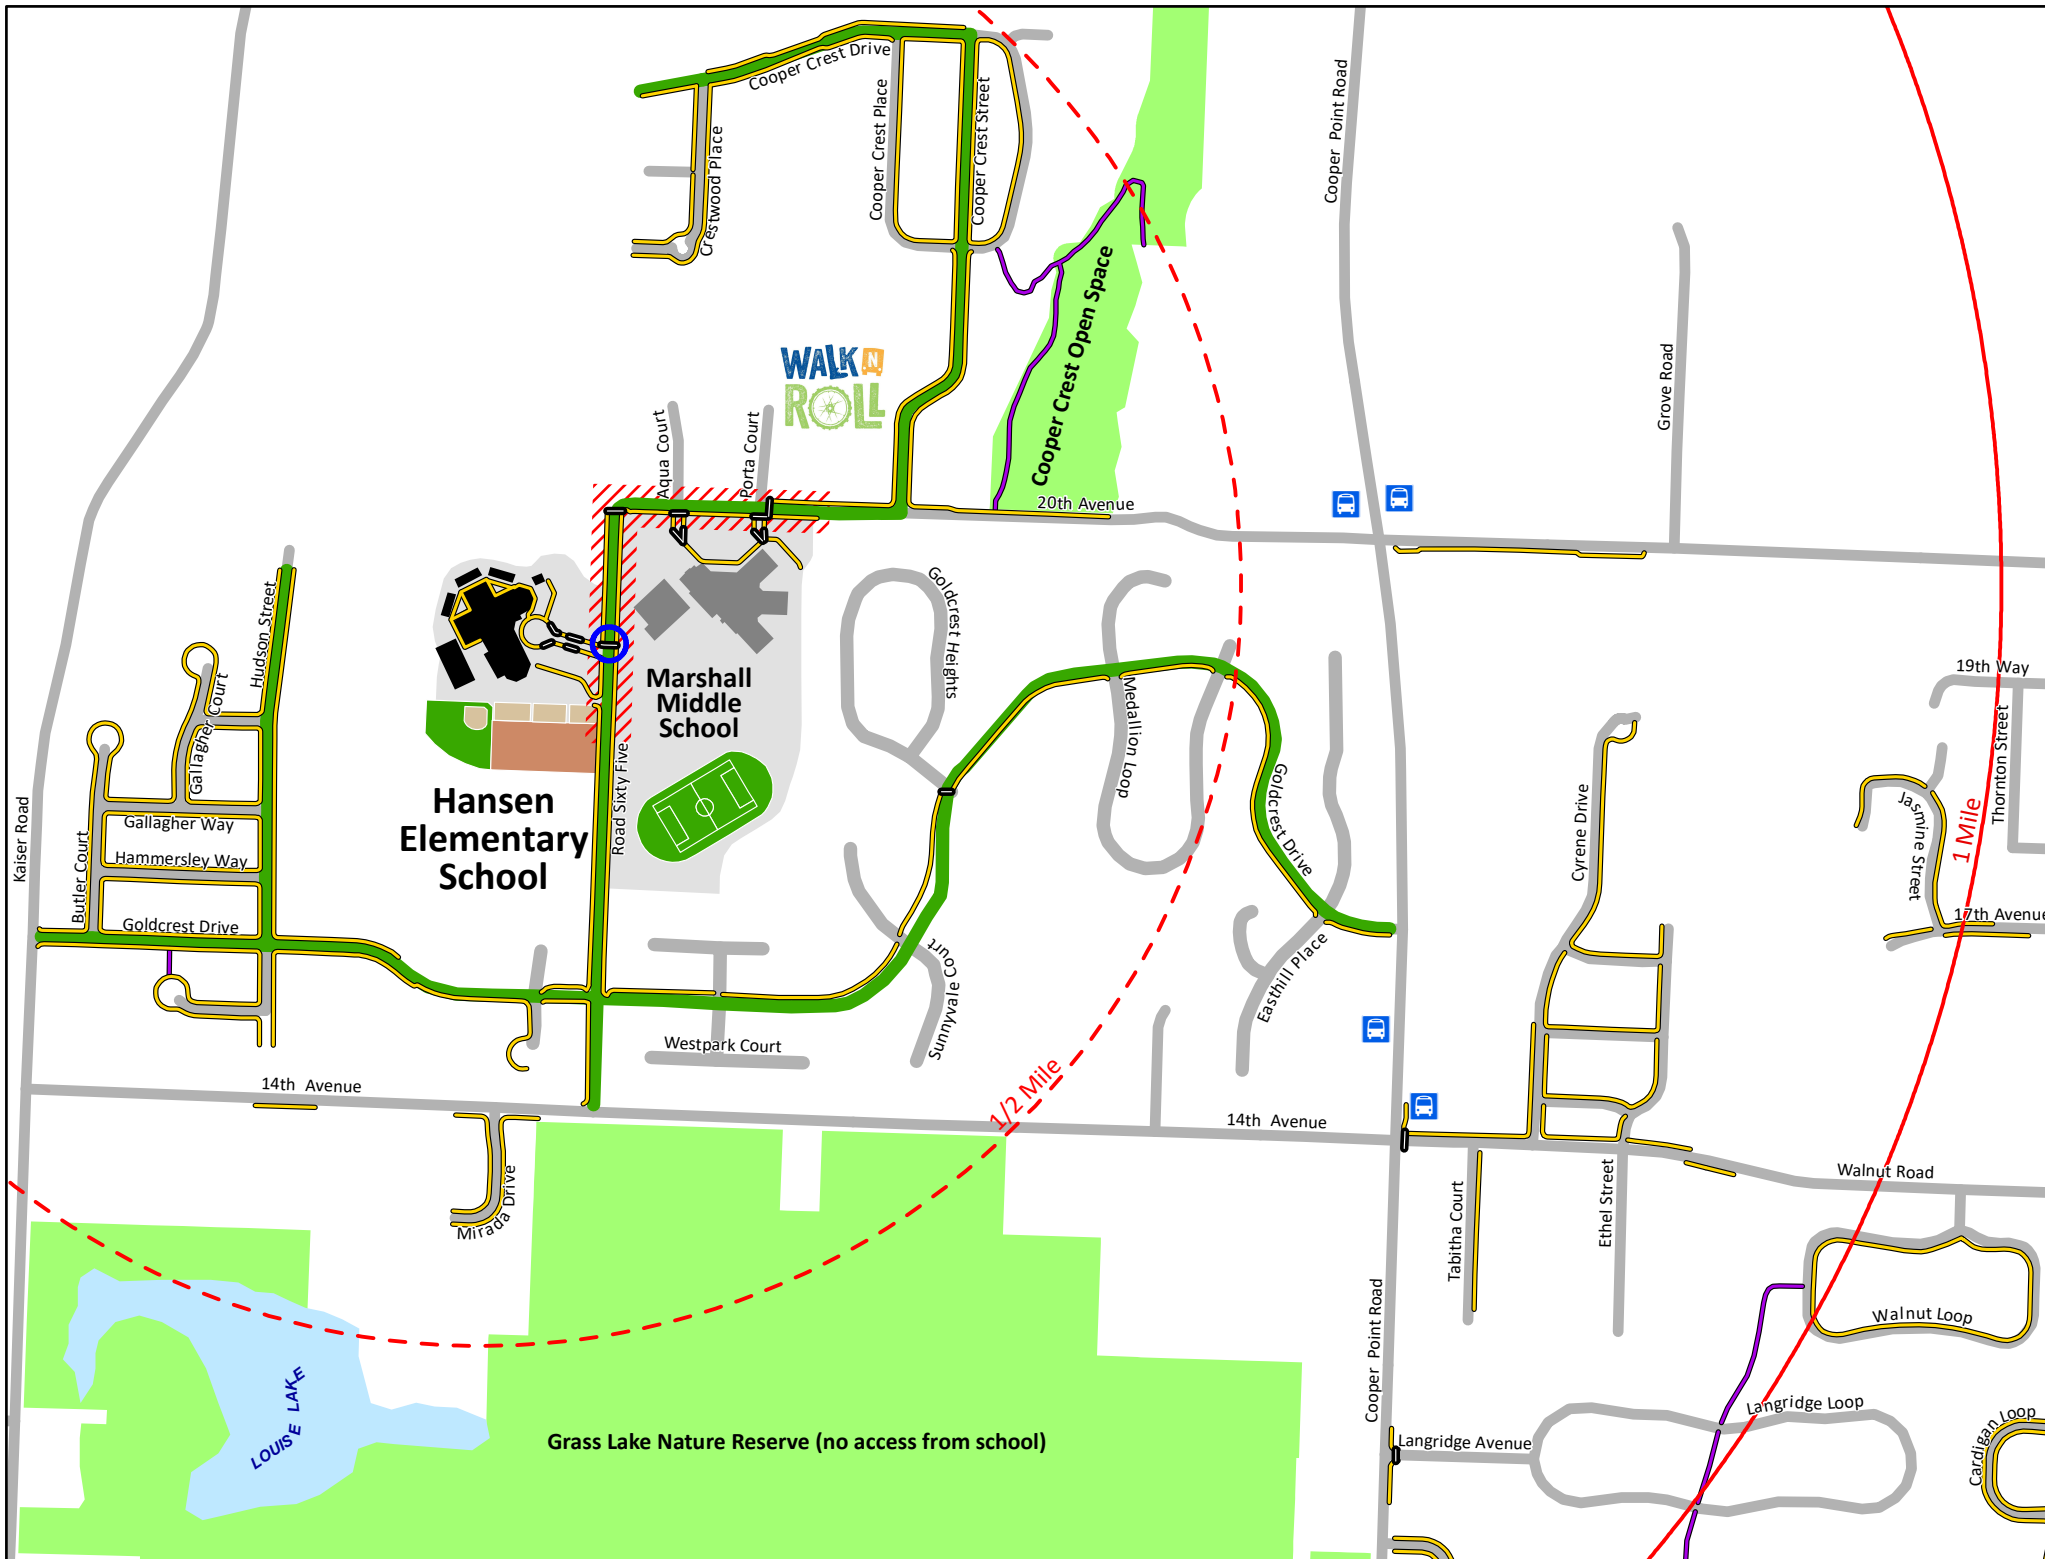 Cooper Crest Drive
Cooper Crest Place
Cooper Crest Street
Crestwood Place
Cooper Point Road
Cooper Crest Open Space
WALK N
ROLL
Grove Road
Aqua Court
Porta Court
20th Avenue
Hudson Street
Goldcrest Heights
Gallagher Court
Marshall
Middle
School
Medallion Loop
19th Way
Thornton Street
Road Sixty Five
Goldcrest Drive
Jasmine Street
1 Mile
Cyrene Drive
Kaiser Road
Hansen
Elementary
School
Gallagher Way
Hammersley Way
Butler Court
Goldcrest Drive
17th Avenue
Sunnyvale Court
Easthill Place
Westpark Court
14th Avenue
1/2 Mile
14th Avenue
Mirada Drive
Walnut Road
Tabitha Court
Ethel Street
Walnut Loop
Cooper Point Road
LOUISE LAKE
Langridge Loop
Langridge Avenue
Cardigan Loop
Grass Lake Nature Reserve (no access from school)